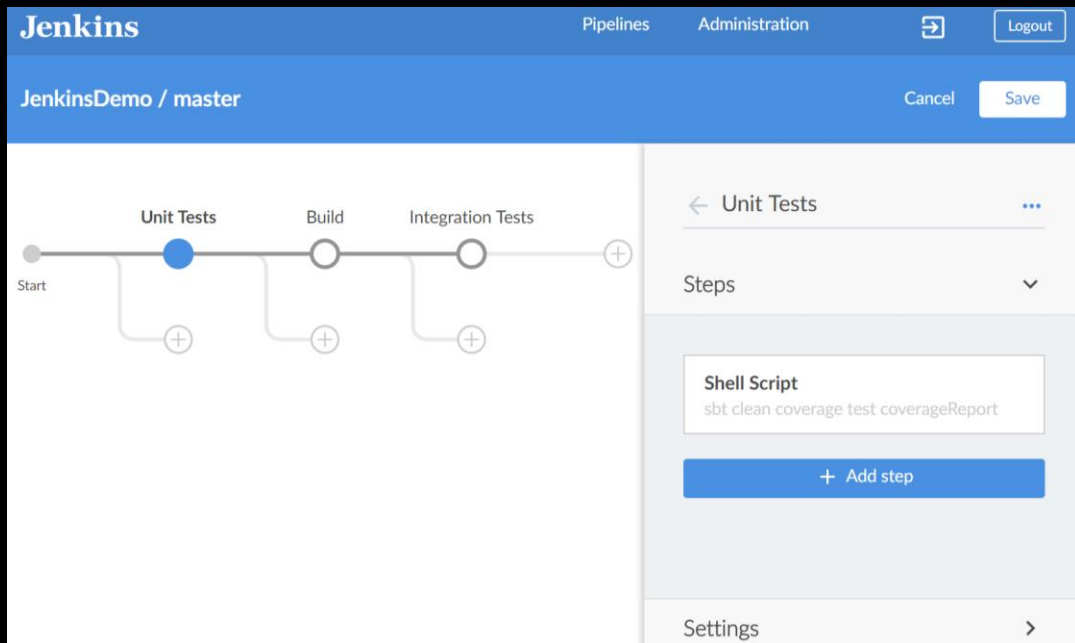 Jenkins
Pipelines
Administration
Logout
JenkinsDemo / master
Cancel
Save
Unit Tests
Build
Integration Tests
Start
Unit Tests
Steps
Shell Script
sbt clean coverage test coverageReport
+ Add step
Settings